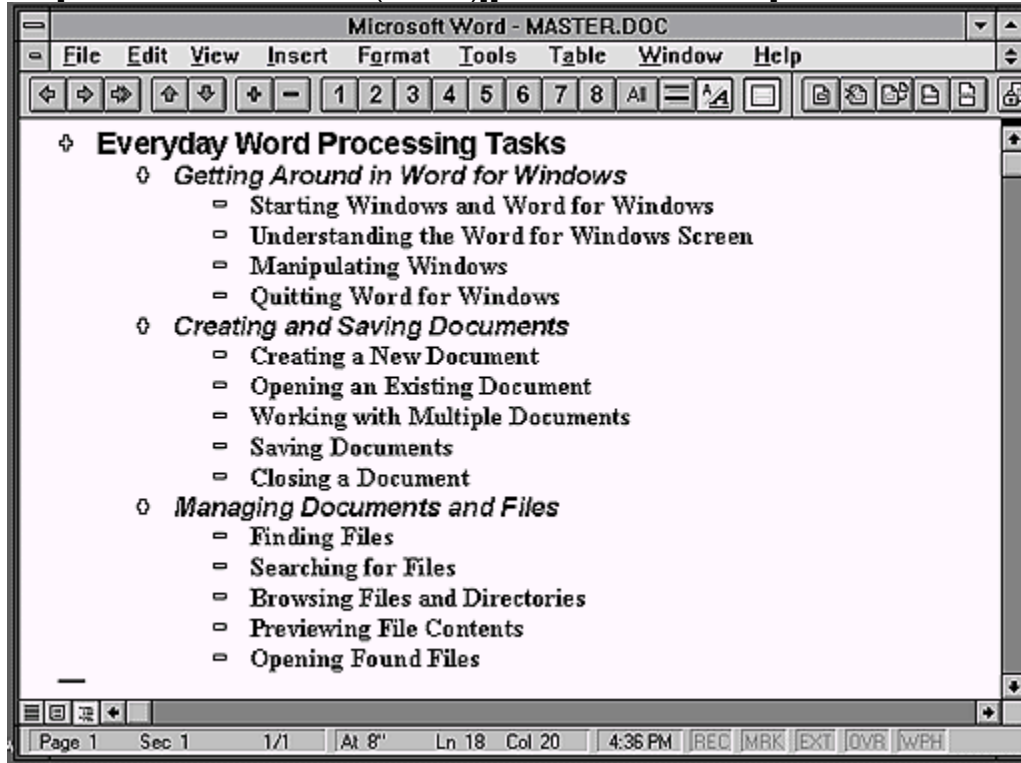 Microsoft Word - MASTER.DOC
File Edit View Insert Format Tools Table Window Help
1 2 3 4 5 6 7 8 All A A
Everyday Word Processing Tasks
Getting Around in Word for Windows
Starting Windows and Word for Windows
Understanding the Word for Windows Screen
Manipulating Windows
Quitting Word for Windows
Creating and Saving Documents
Creating a New Document
Opening an Existing Document
Working with Multiple Documents
Saving Documents
Closing a Document
Managing Documents and Files
Finding Files
Searching for Files
Browsing Files and Directories
Previewing File Contents
Opening Found Files
Page 1 Sec 1 1/1 At 8" Ln 18 Col 20 4:36 PM REC MRK EXT OVR WPH